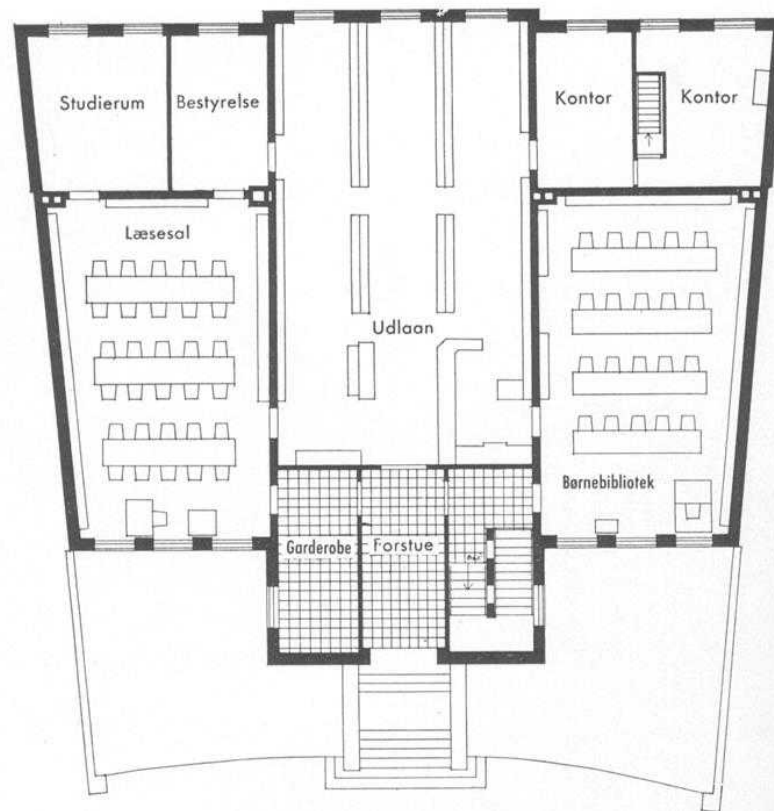 Studierum
Bestyrelse
Kontor
Kontor
Læsesal
Udlaan
Børnebibliotek
Garderobe
Forstue